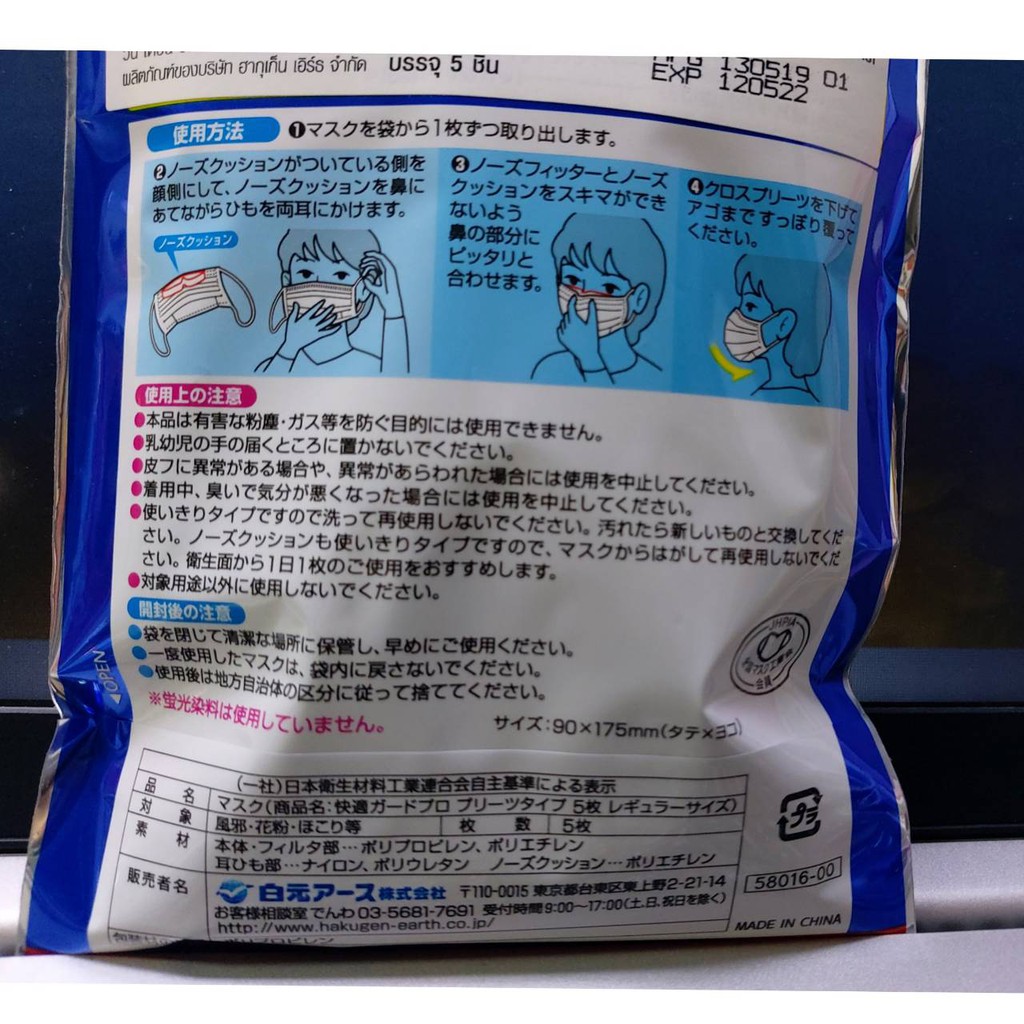 ผลิตภัณฑ์ของบริษัท ฮากุเก็น เอิร์ธ จำกัด บรรจุ 5 ชิ้น
130519 01
EXP 120522
使用方法
❶マスクを袋から1枚ずつ取り出します。
❷ノーズクッションがついている側を
顔側にして、ノーズクッションを鼻に
あてながらひもを両耳にかけます。
ノーズクッション
❸ノーズフィッターとノーズ
クッションをスキマができ
ないよう
鼻の部分に
ピッタリと
合わせます。
❹クロスプリーツを下げて
アゴまですっぽり覆って
ください。
使用上の注意
●本品は有害な粉塵・ガス等を防ぐ目的には使用できません。
●乳幼児の手の届くところに置かないでください。
●皮フに異常がある場合や、異常があらわれた場合には使用を中止してください。
●着用中、臭いで気分が悪くなった場合には使用を中止してください。
●使いきりタイプですので洗って再使用しないでください。汚れたら新しいものと交換してくだ
さい。ノーズクッションも使いきりタイプですので、マスクからはがして再使用しないでくだ
さい。衛生面から1日1枚のご使用をおすすめします。
●対象用途以外に使用しないでください。
開封後の注意
●袋を閉じて清潔な場所に保管し、早めにご使用ください。
●一度使用したマスクは、袋内に戻さないでください。
●使用後は地方自治体の区分に従って捨ててください。
◀OPEN
※蛍光染料は使用していません。
サイズ:90×175mm(タテ×ヨコ)
JHPIA
会員
(一社)日本衛生材料工業連合会自主基準による表示
品名 マスク(商品名:快適ガードプロ プリーツタイプ 5枚 レギュラーサイズ)
対象 風邪・花粉・ほこり等 枚数 5枚
素材 本体・フィルタ部…ポリプロピレン、ポリエチレン
耳ひも部…ナイロン、ポリウレタン ノーズクッション…ポリエチレン
販売者名 白元アース株式会社 〒110-0015 東京都台東区東上野2-21-14
お客様相談室でんわ03-5681-7691 受付時間9:00~17:00(土、日、祝日を除く)
http://www.hakugen-earth.co.jp/
プラ
58016-00
MADE IN CHINA